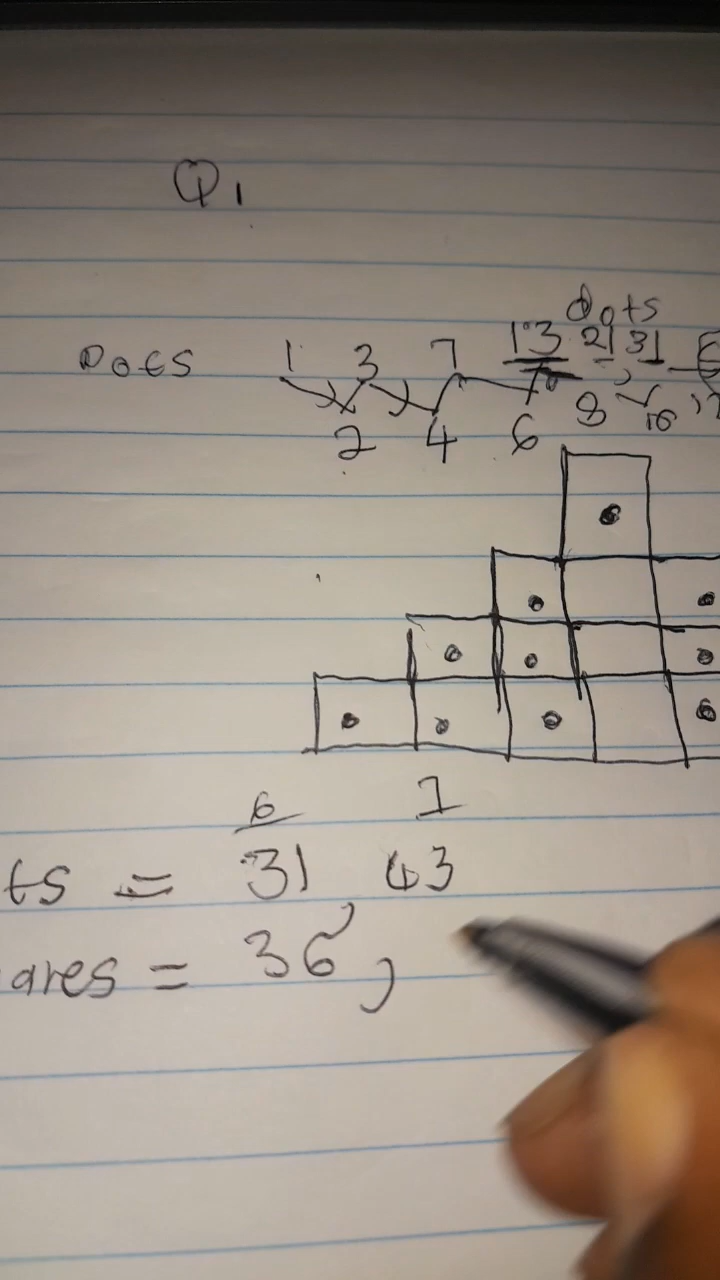 Q1
dots
Dots 1 3 7 13 21 31
2 4 6 8
6 7
ts = 31, 43
ares = 36,